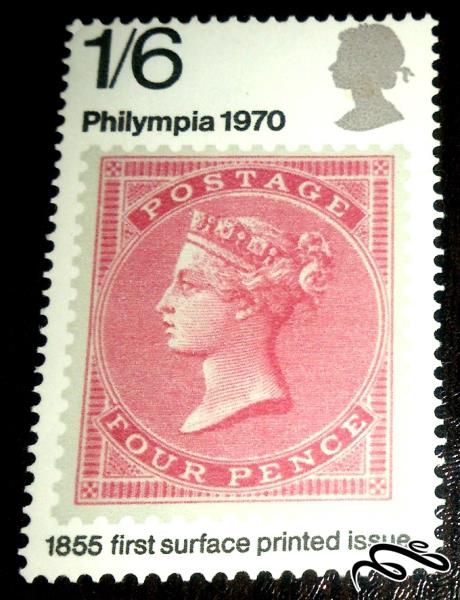 1/6
Philympia 1970
POSTAGE
FOUR PENCE
1855 first surface printed issue